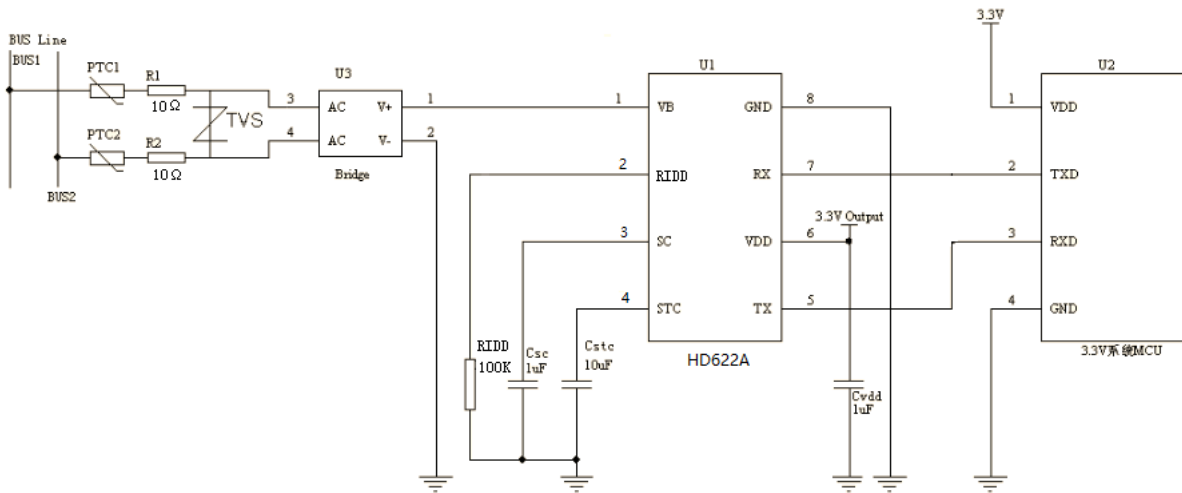 BUS Line
BUS1
PTC1
R1
10Ω
TVS
PTC2
R2
10Ω
BUS2
U3
3
AC
V+
1
4
AC
V-
2
Bridge
U1
1
VB
GND
8
2
RIDD
RX
7
3
SC
VDD
6
4
STC
TX
5
HD622A
RIDD
100K
Csc
1uF
Cstc
10uF
3.3V Output
Cvdd
1uF
3.3V
U2
1
VDD
2
TXD
3
RXD
4
GND
3.3V系统MCU